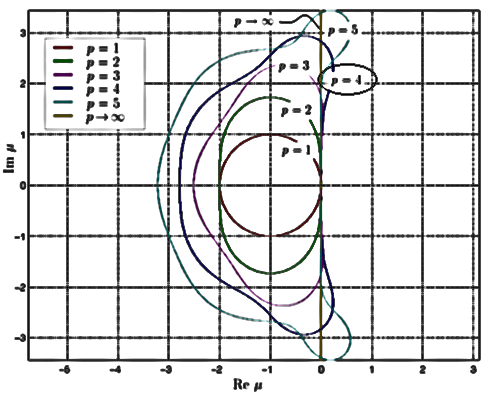 p → ∞
p = 5
p = 1
p = 2
p = 3
p = 4
p = 5
p → ∞
p = 3
p = 4
p = 2
p = 1
3
2
1
0
−1
−2
−3
Im μ
−6
−4
−3
−2
−1
0
1
2
3
Re μ